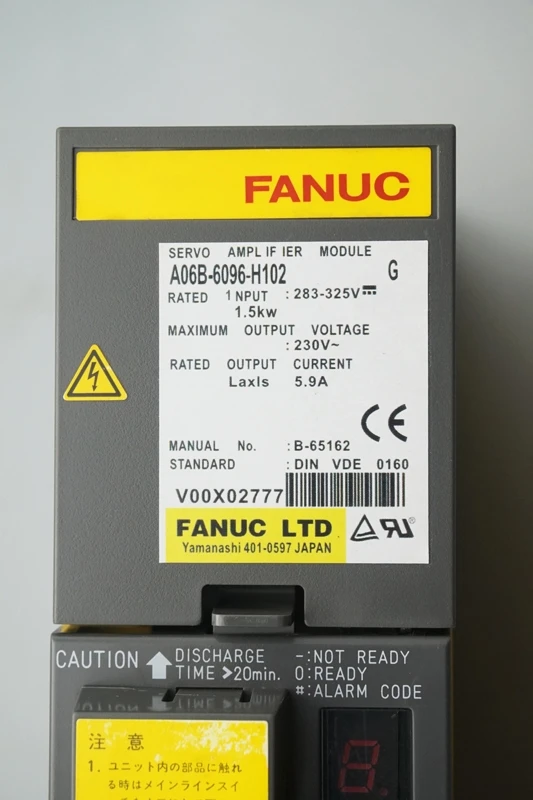 FANUC
SERVO AMPLIFIER MODULE
A06B-6096-H102 G
RATED INPUT : 283-325V
1.5kw
MAXIMUM OUTPUT VOLTAGE
: 230V~
RATED OUTPUT CURRENT
LaxIs 5.9A
CE
MANUAL No. : B-65162
STANDARD : DIN VDE 0160
V00X02777
FANUC LTD
Yamanashi 401-0597 JAPAN
CAUTION DISCHARGE TIME >20min.
-:NOT READY
0:READY
#:ALARM CODE
注 意
1. ユニット内の部品に触れ
る時はメインラインスイ